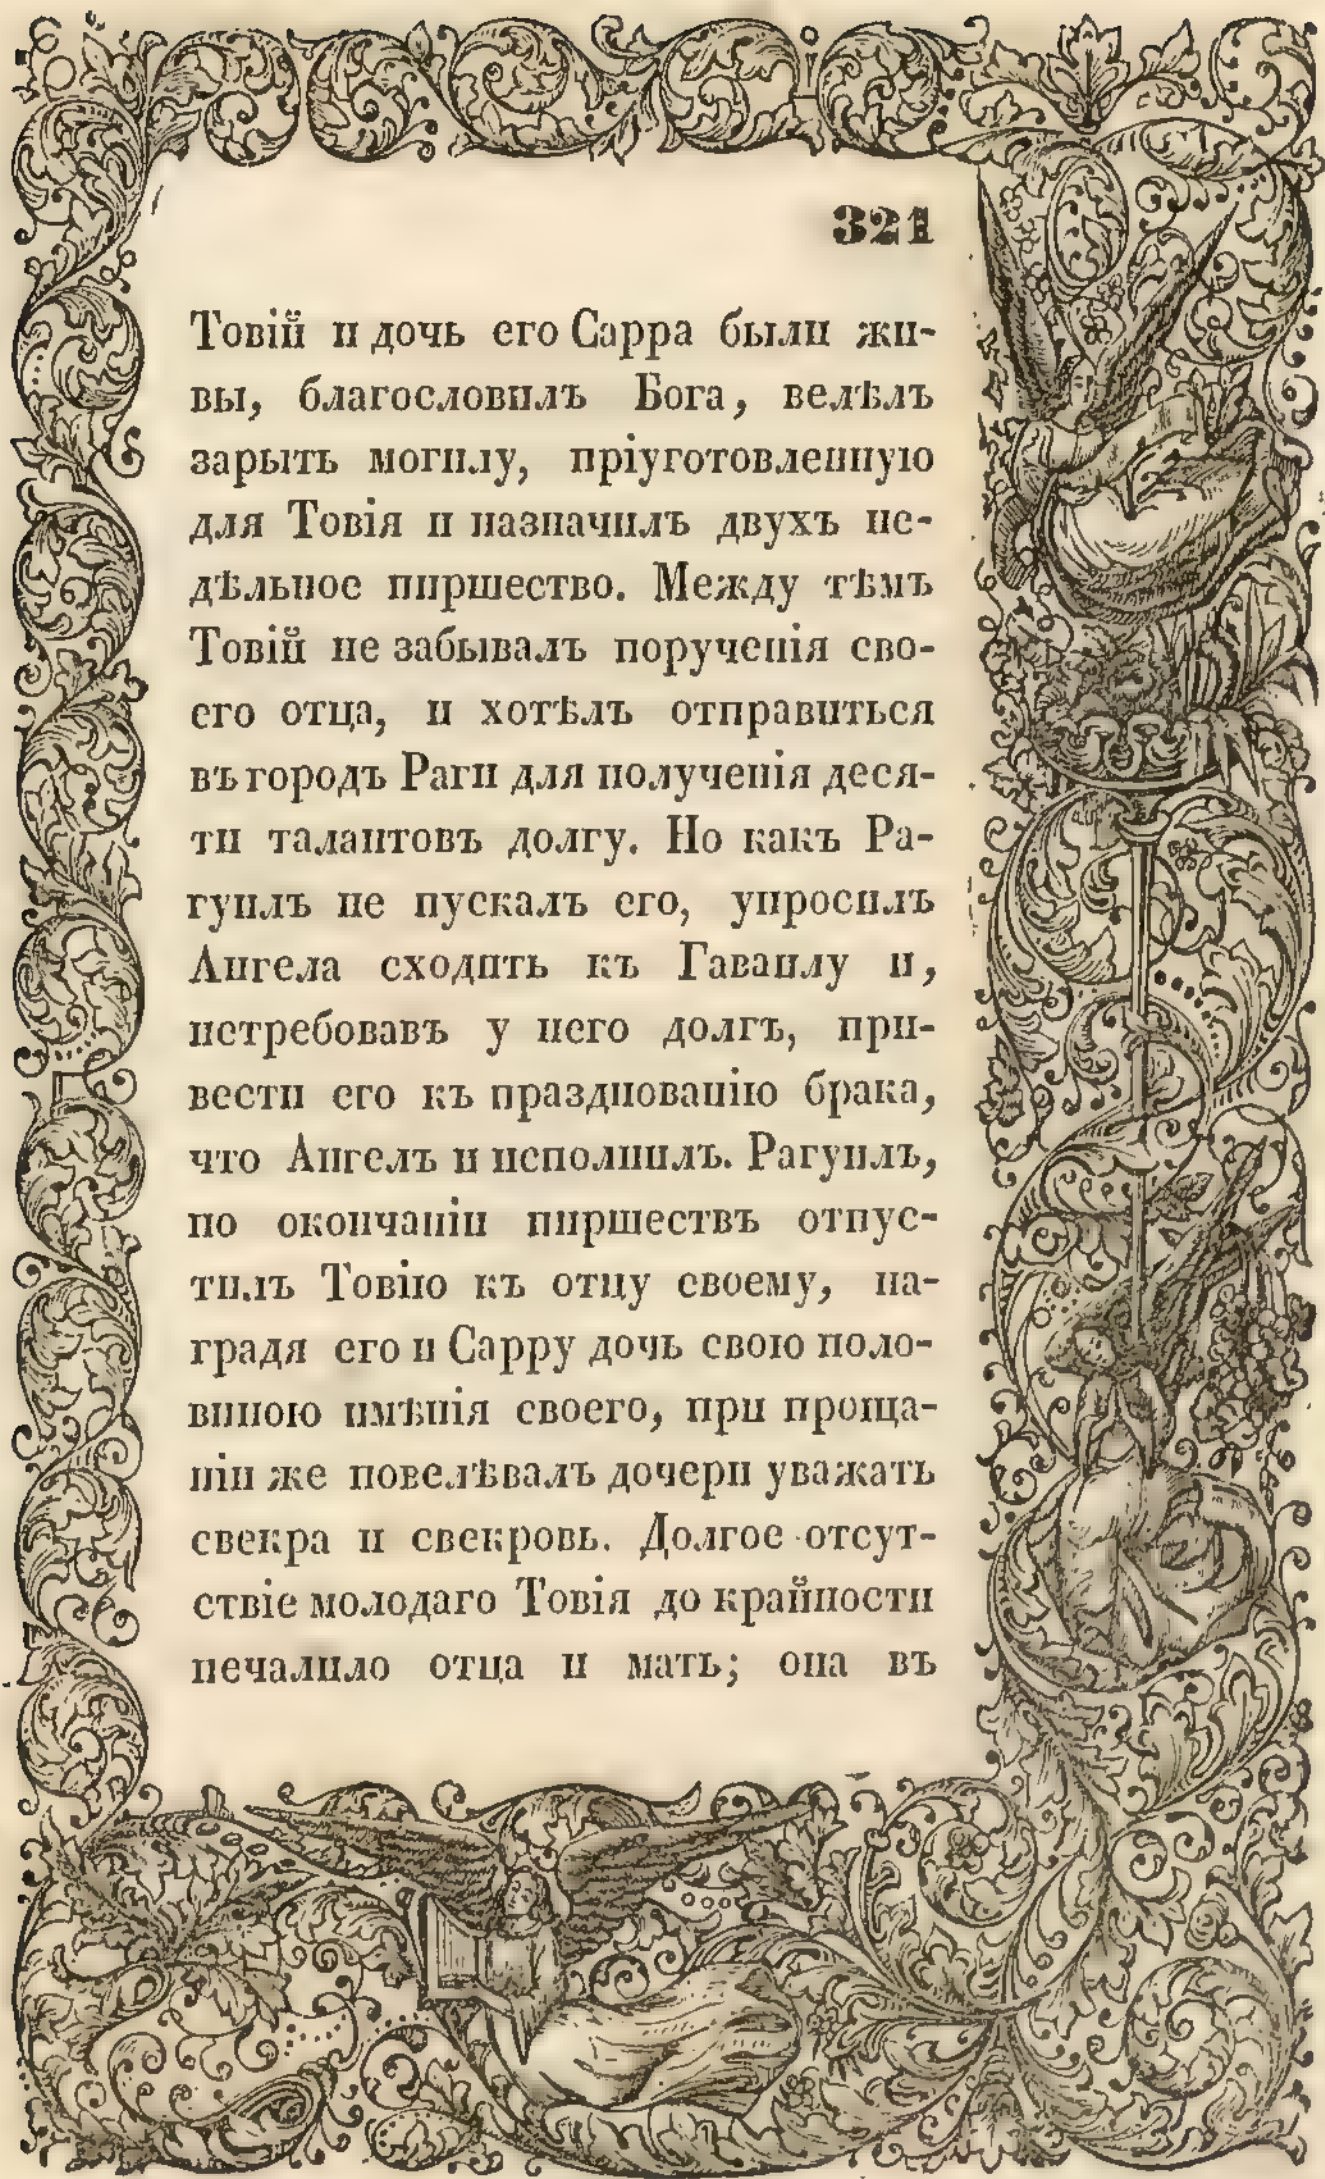 321
Товій и дочь его Сарра были жи-
вы, благословилъ Бога, велѣлъ
зарыть могилу, пріуготовленную
для Товія и назначилъ двухъ не-
дѣльное пиршество. Между тѣмъ
Товій не забывалъ порученія сво-
его отца, и хотѣлъ отправиться
въ городъ Раги для полученія деся-
ти талантовъ долгу. Но какъ Ра-
гуилъ не пускалъ его, упросилъ
Ангела сходить къ Гаваилу и,
истребовавъ у него долгъ, при-
вести его къ празднованію брака,
что Ангелъ и исполнилъ. Рагуилъ,
по окончаніи пиршествъ отпус-
тилъ Товію къ отцу своему, на-
градя его и Сарру дочь свою поло-
виною имѣнія своего, при проща-
ніи же повелѣвалъ дочери уважать
свекра и свекровь. Долгое отсут-
ствіе молодаго Товія до крайности
печалило отца и мать; она въ